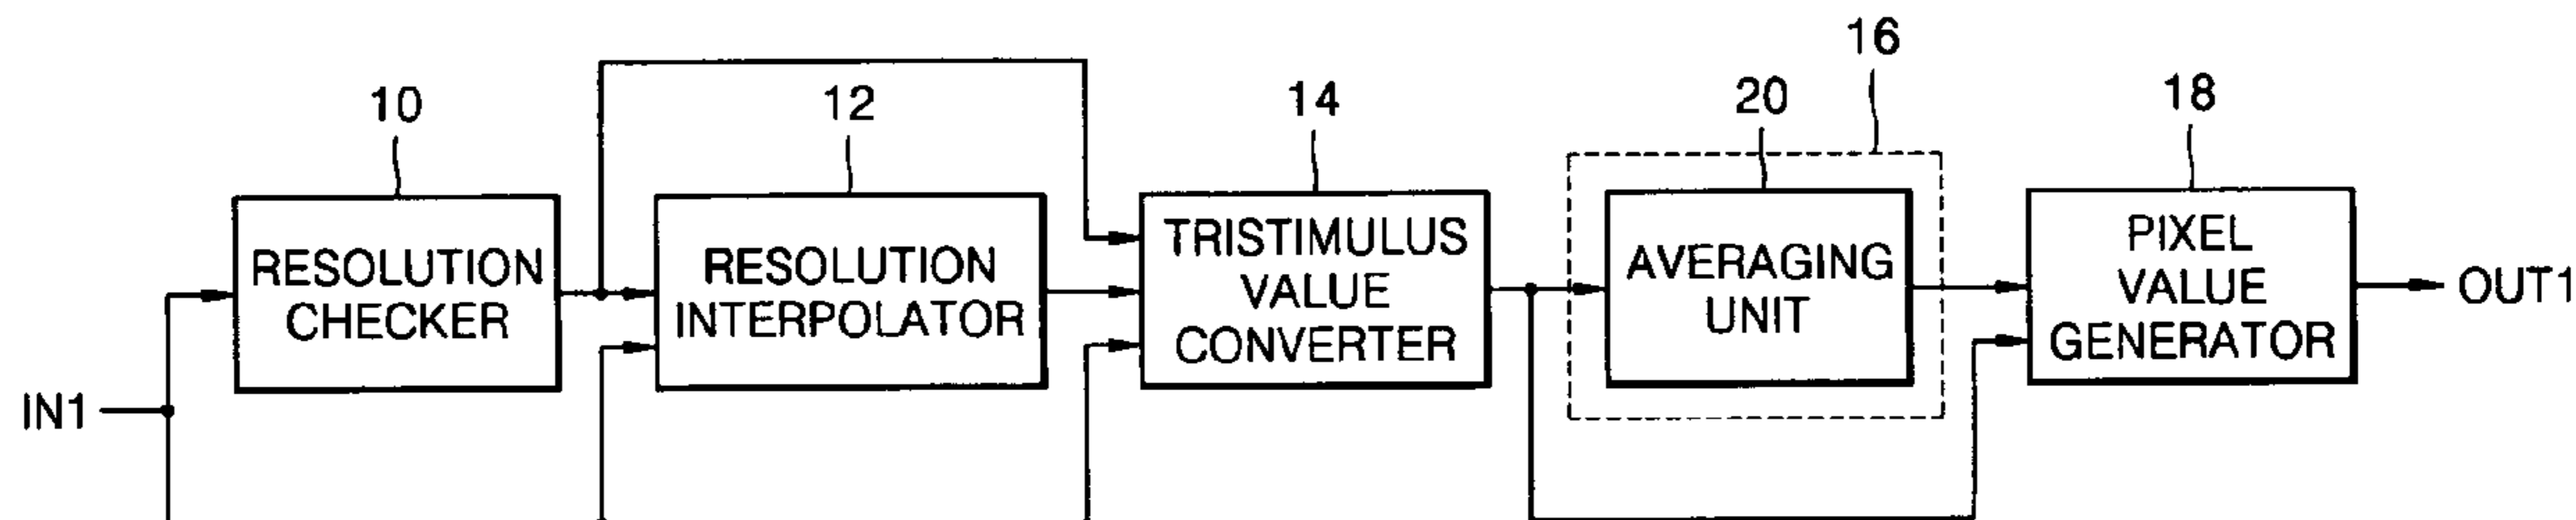 16
10
12
14
20
18
RESOLUTION
CHECKER
RESOLUTION
INTERPOLATOR
TRISTIMULUS
VALUE
CONVERTER
AVERAGING
UNIT
PIXEL
VALUE
GENERATOR
OUT1
IN1